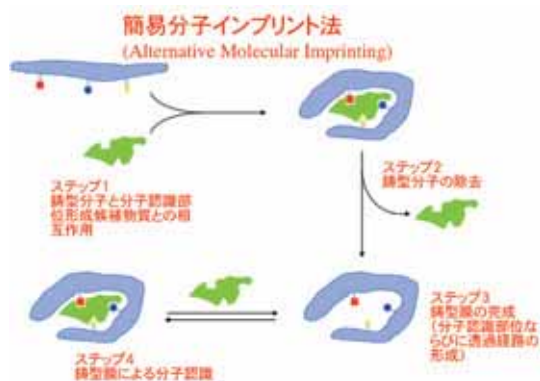 簡易分子インプリント法
(Alternative Molecular Imprinting)
ステップ1
鋳型分子と分子認識部
位形成候補物質との相
互作用
ステップ2
鋳型分子の除去
ステップ3
鋳型膜の完成
（分子認識部位な
らびに透過経路の
形成）
ステップ4
鋳型膜による分子認識